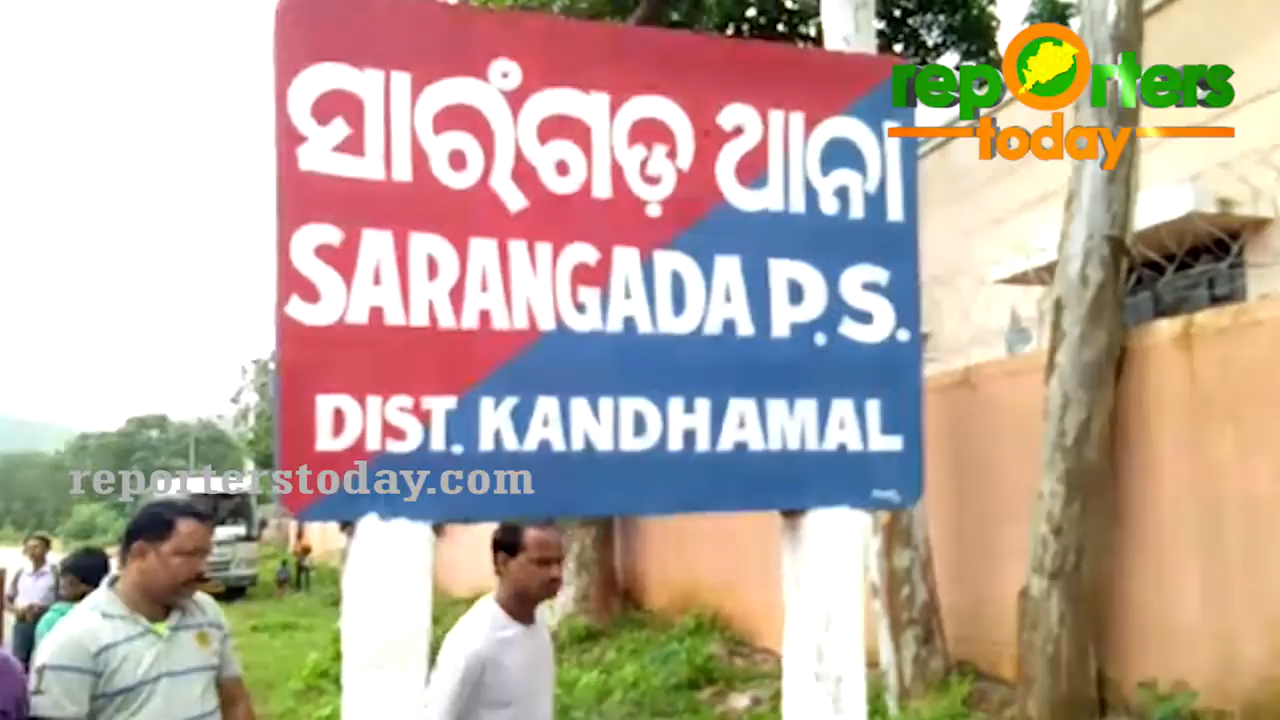 ସାରଂଗଡ଼ ଥାନା
SARANGADA P.S.
DIST. KANDHAMAL
reporters
today
reporterstoday.com